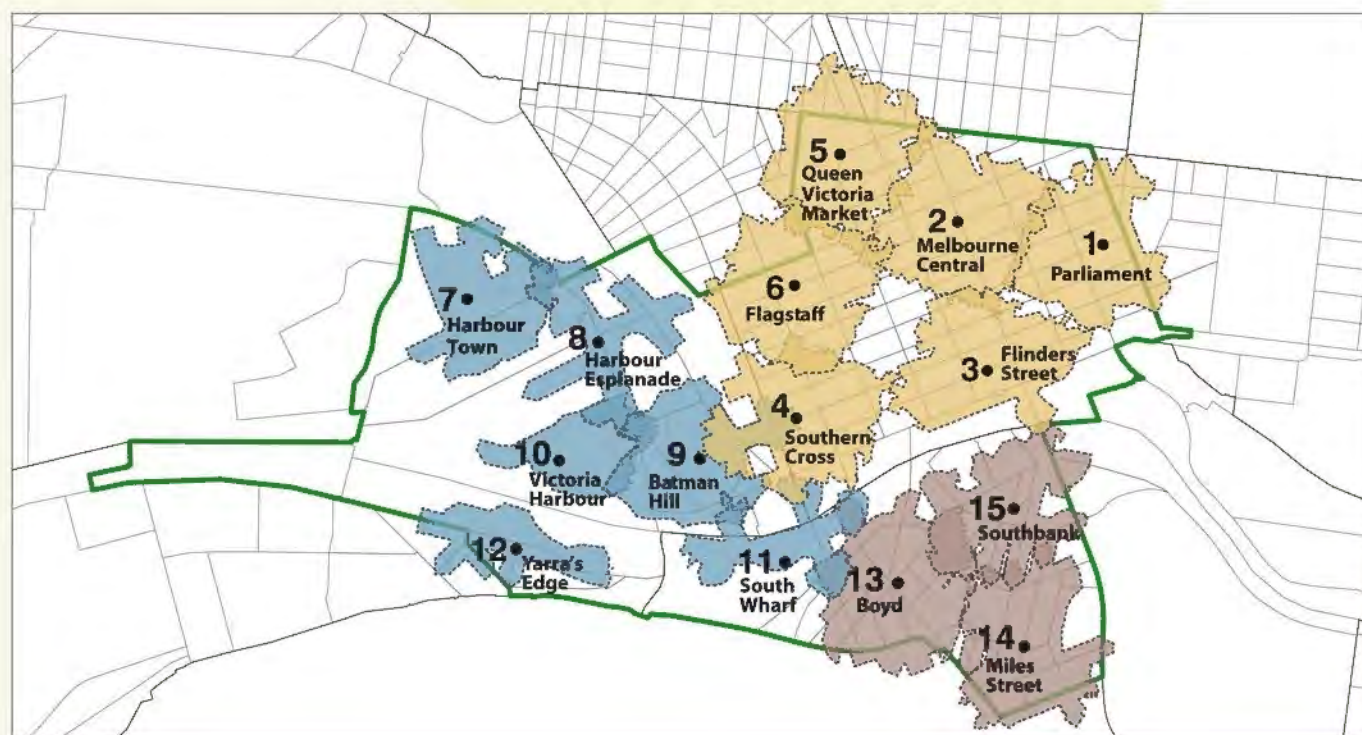 1
Parliament
2
Melbourne
Central
3
Flinders
Street
4
Southern
Cross
5
Queen
Victoria
Market
6
Flagstaff
7
Harbour
Town
8
Harbour
Esplanade
9
Batman
Hill
10
Victoria
Harbour
11
South
Wharf
12
Yarra's
Edge
13
Boyd
14
Miles
Street
15
Southbank